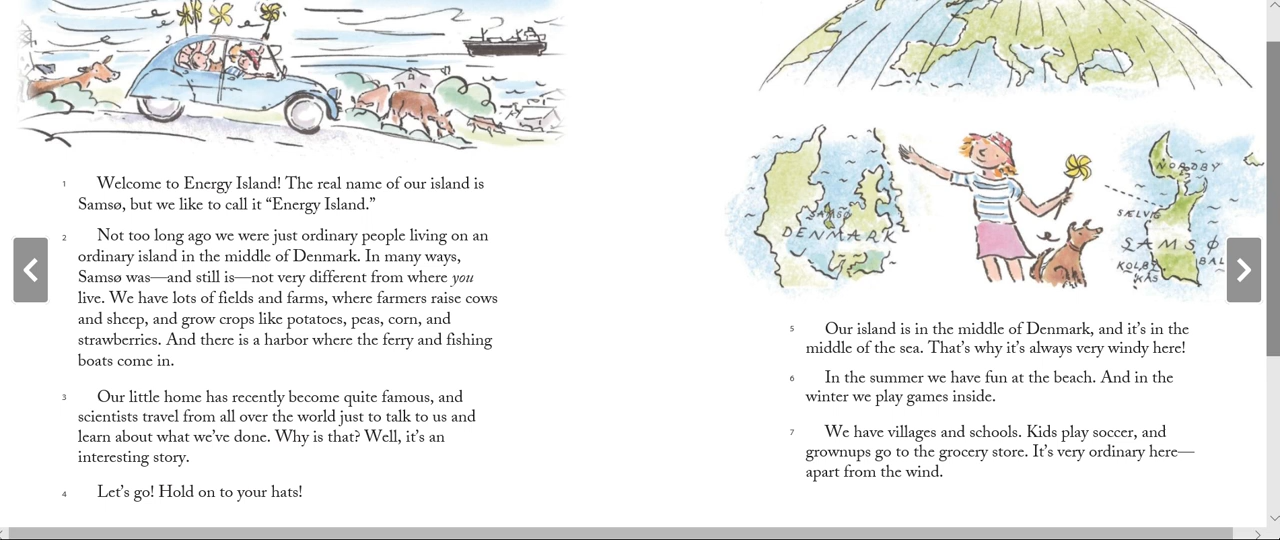 1 Welcome to Energy Island! The real name of our island is
Samsø, but we like to call it “Energy Island.”
2 Not too long ago we were just ordinary people living on an
ordinary island in the middle of Denmark. In many ways,
Samsø was—and still is—not very different from where you
live. We have lots of fields and farms, where farmers raise cows
and sheep, and grow crops like potatoes, peas, corn, and
strawberries. And there is a harbor where the ferry and fishing
boats come in.
3 Our little home has recently become quite famous, and
scientists travel from all over the world just to talk to us and
learn about what we’ve done. Why is that? Well, it’s an
interesting story.
4 Let’s go! Hold on to your hats!
SAMSØ
DENMARK
NORDBY
SÆLVIG
SAMSØ
KOLBY
KÅS
BAL
5 Our island is in the middle of Denmark, and it’s in the
middle of the sea. That’s why it’s always very windy here!
6 In the summer we have fun at the beach. And in the
winter we play games inside.
7 We have villages and schools. Kids play soccer, and
grownups go to the grocery store. It’s very ordinary here—
apart from the wind.